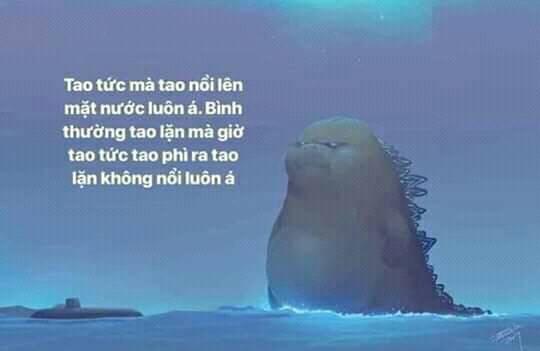 Tao tức mà tao nổi lên
mặt nước luôn á. Bình
thường tao lặn mà giờ
tao tức tao phì ra tao
lặn không nổi luôn á